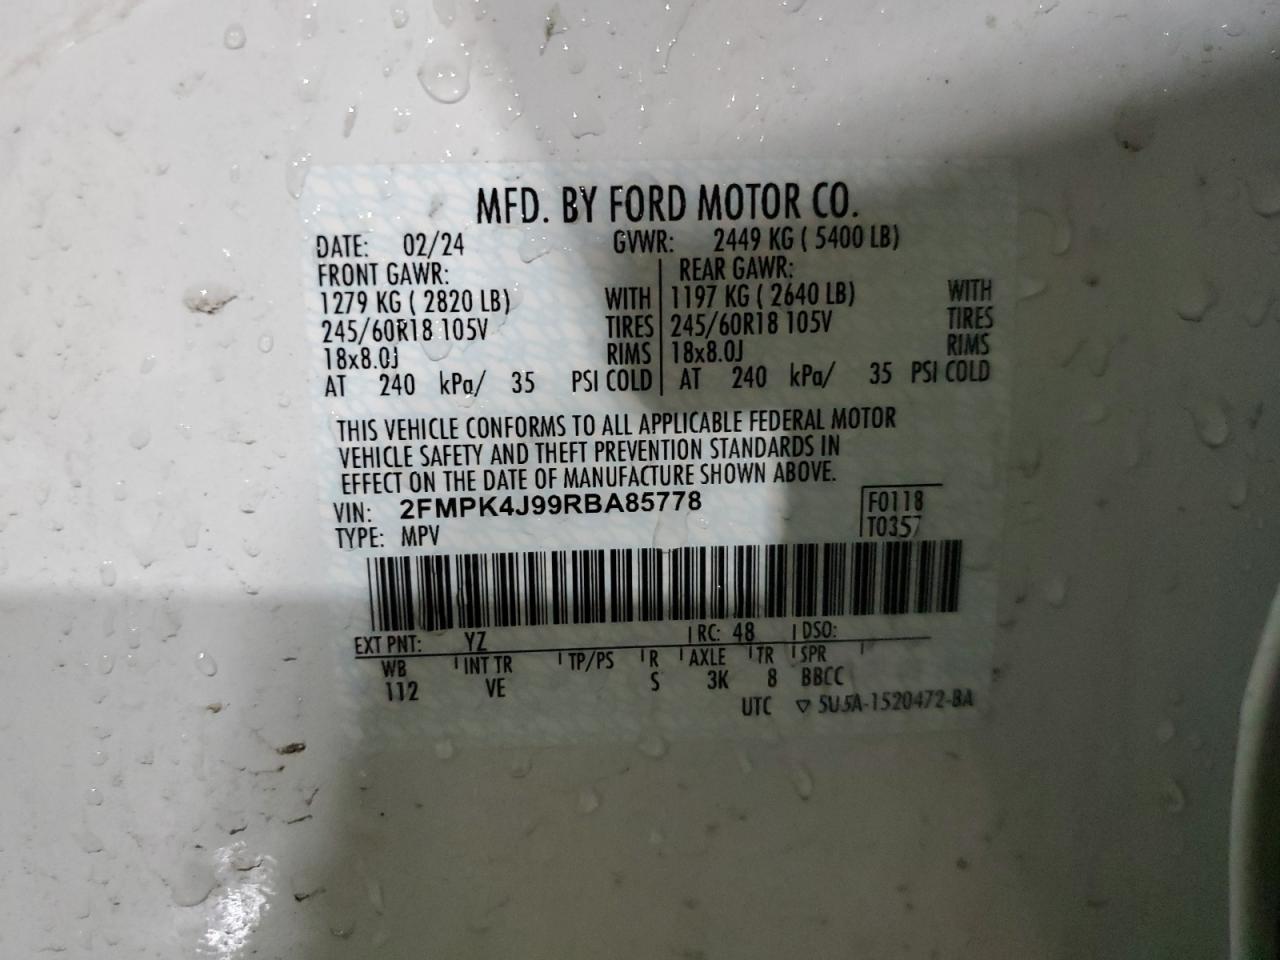 MFD. BY FORD MOTOR CO.
DATE: 02/24 GVWR: 2449 KG ( 5400 LB)
FRONT GAWR: REAR GAWR:
1279 KG ( 2820 LB) WITH 1197 KG ( 2640 LB) WITH
245/60R18 105V TIRES 245/60R18 105V TIRES
18x8.0J RIMS 18x8.0J RIMS
AT 240 kPa/ 35 PSI COLD AT 240 kPa/ 35 PSI COLD
THIS VEHICLE CONFORMS TO ALL APPLICABLE FEDERAL MOTOR
VEHICLE SAFETY AND THEFT PREVENTION STANDARDS IN
EFFECT ON THE DATE OF MANUFACTURE SHOWN ABOVE.
VIN: 2FMPK4J99RBA85778 F0118
TYPE: MPV T0357
EXT PNT: YZ RC: 48 DSO:
WB INT TR TP/PS R AXLE TR SPR
112 VE S 3K 8 BBCC
UTC ▽ 5U5A-1520472-BA